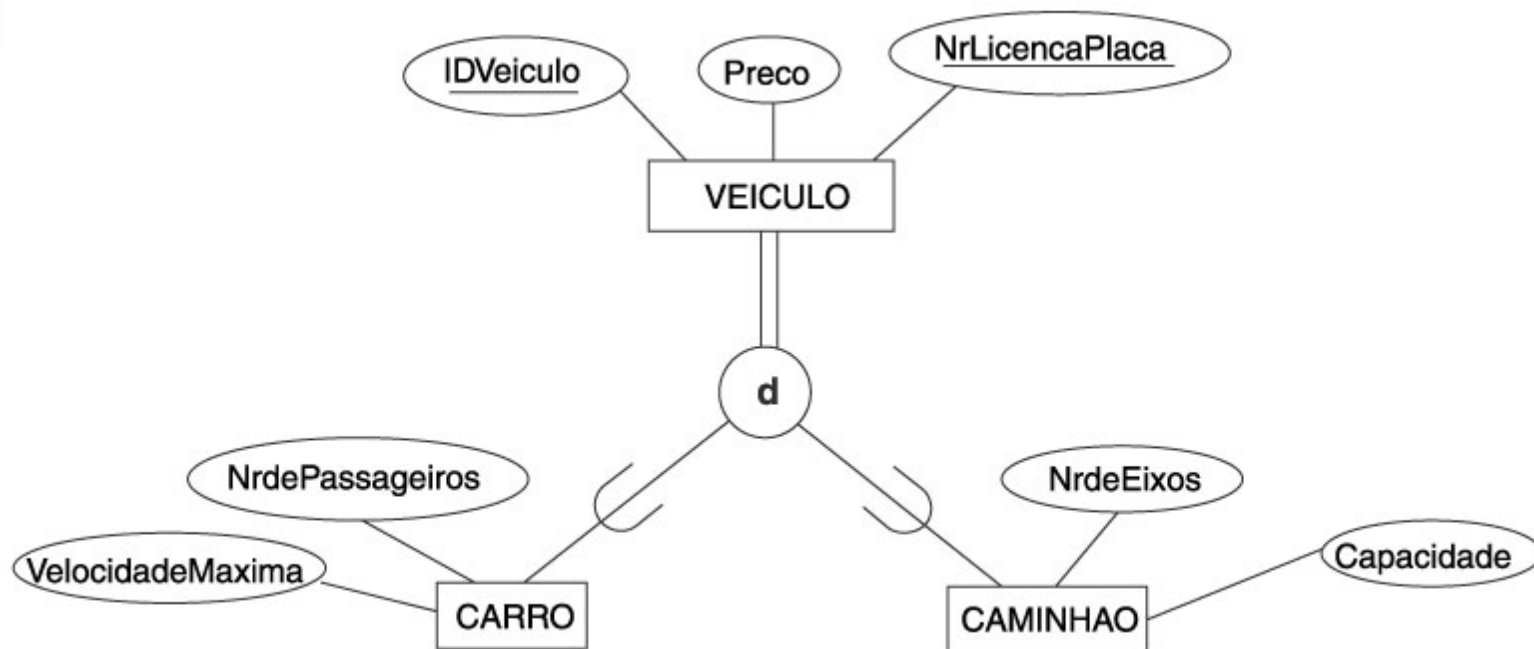 IDVeiculo
Preco
NrLicencaPlaca
VEICULO
d
NrdePassageiros
NrdeEixos
VelocidadeMaxima
Capacidade
CARRO
CAMINHAO